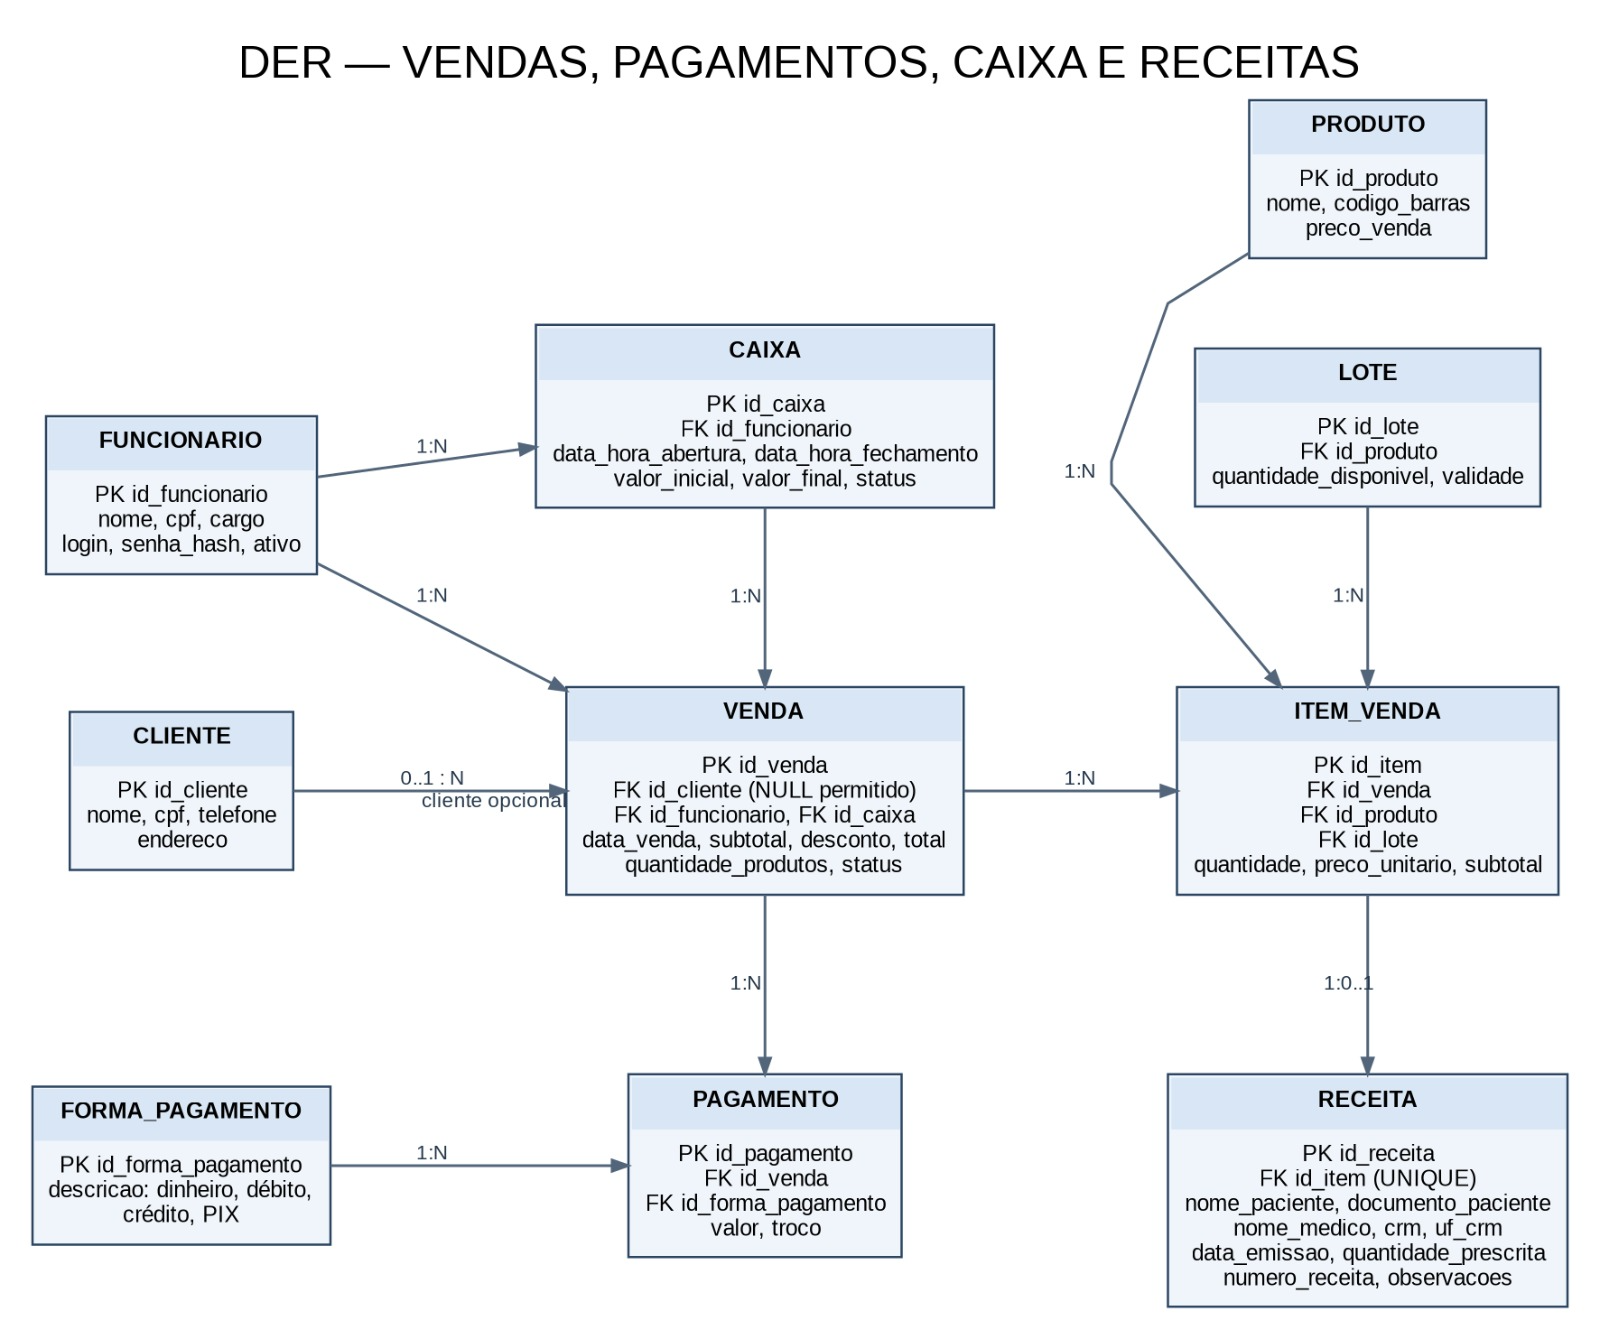 DER — VENDAS, PAGAMENTOS, CAIXA E RECEITAS
PRODUTO
PK id_produto
nome, codigo_barras
preco_venda
CAIXA
PK id_caixa
FK id_funcionario
data_hora_abertura, data_hora_fechamento
valor_inicial, valor_final, status
LOTE
PK id_lote
FK id_produto
quantidade_disponivel, validade
FUNCIONARIO
PK id_funcionario
nome, cpf, cargo
login, senha_hash, ativo
1:N
1:N
1:N
1:N
1:N
CLIENTE
PK id_cliente
nome, cpf, telefone
endereco
0..1 : N
cliente opcional
VENDA
PK id_venda
FK id_cliente (NULL permitido)
FK id_funcionario, FK id_caixa
data_venda, subtotal, desconto, total
quantidade_produtos, status
1:N
ITEM_VENDA
PK id_item
FK id_venda
FK id_produto
FK id_lote
quantidade, preco_unitario, subtotal
1:N
1:0..1
FORMA_PAGAMENTO
PK id_forma_pagamento
descricao: dinheiro, débito,
crédito, PIX
1:N
PAGAMENTO
PK id_pagamento
FK id_venda
FK id_forma_pagamento
valor, troco
RECEITA
PK id_receita
FK id_item (UNIQUE)
nome_paciente, documento_paciente
nome_medico, crm, uf_crm
data_emissao, quantidade_prescrita
numero_receita, observacoes